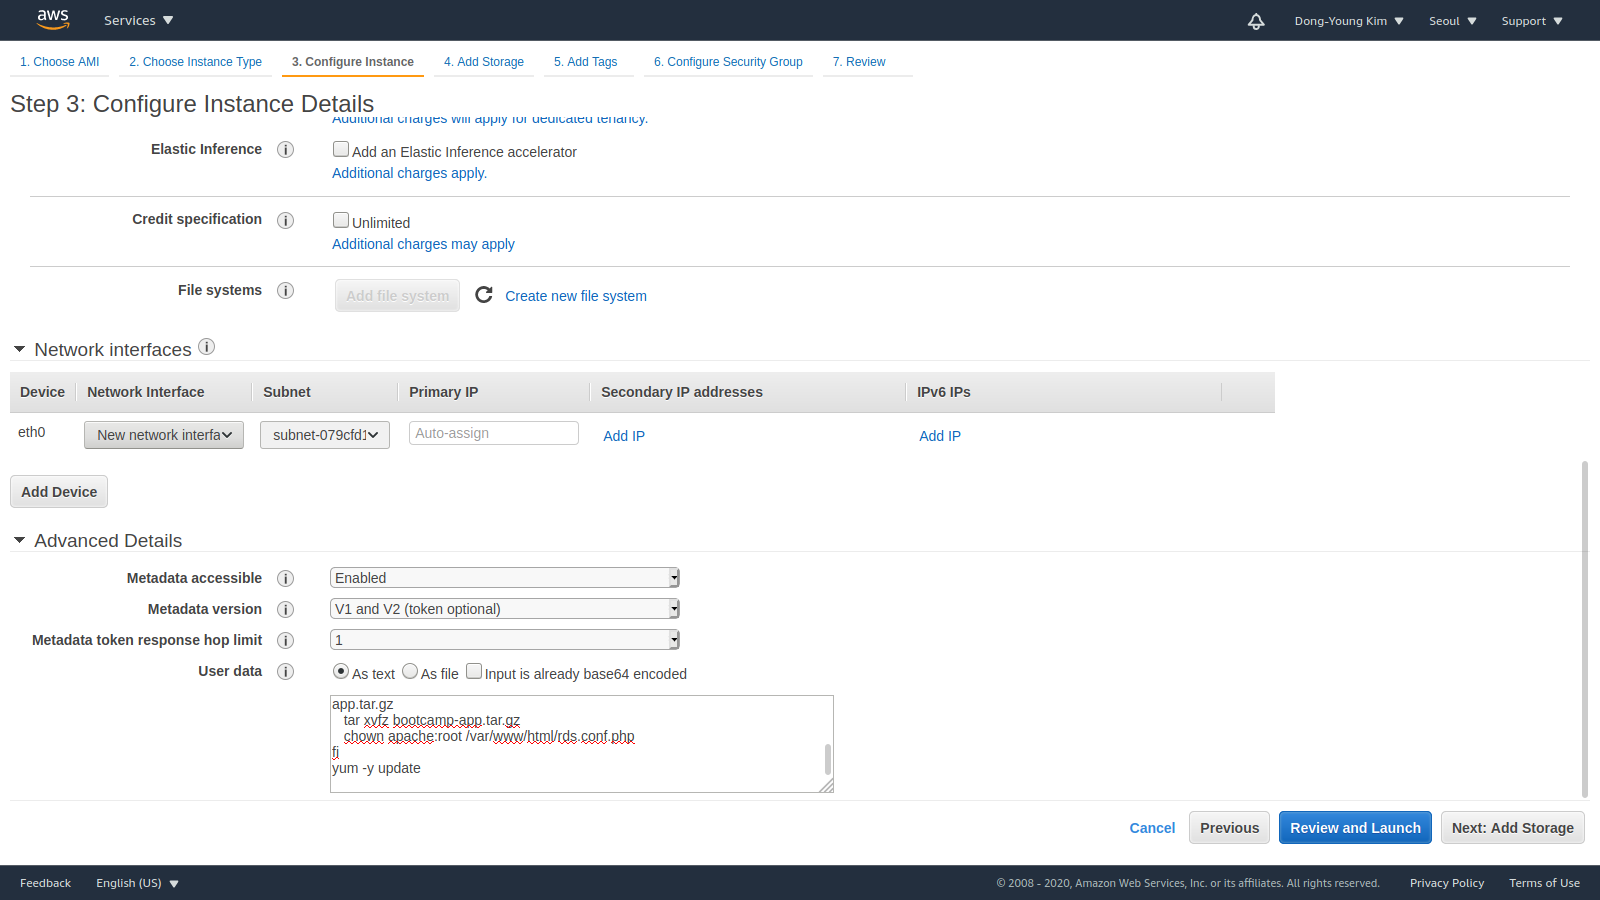 aws
Services
Dong-Young Kim
Seoul
Support
1. Choose AMI
2. Choose Instance Type
3. Configure Instance
4. Add Storage
5. Add Tags
6. Configure Security Group
7. Review
Step 3: Configure Instance Details
Additional charges will apply for dedicated tenancy.
Elastic Inference
Add an Elastic Inference accelerator
Additional charges apply.
Credit specification
Unlimited
Additional charges may apply
File systems
Add file system
Create new file system
Network interfaces
Device
Network Interface
Subnet
Primary IP
Secondary IP addresses
IPv6 IPs
eth0
New network interfa
subnet-079cfd1
Auto-assign
Add IP
Add IP
Add Device
Advanced Details
Metadata accessible
Enabled
Metadata version
V1 and V2 (token optional)
Metadata token response hop limit
1
User data
As text
As file
Input is already base64 encoded
app.tar.gz
tar xvfz bootcamp-app.tar.gz
chown apache:root /var/www/html/rds.conf.php
fi
yum -y update
Cancel
Previous
Review and Launch
Next: Add Storage
Feedback
English (US)
© 2008 - 2020, Amazon Web Services, Inc. or its affiliates. All rights reserved.
Privacy Policy
Terms of Use